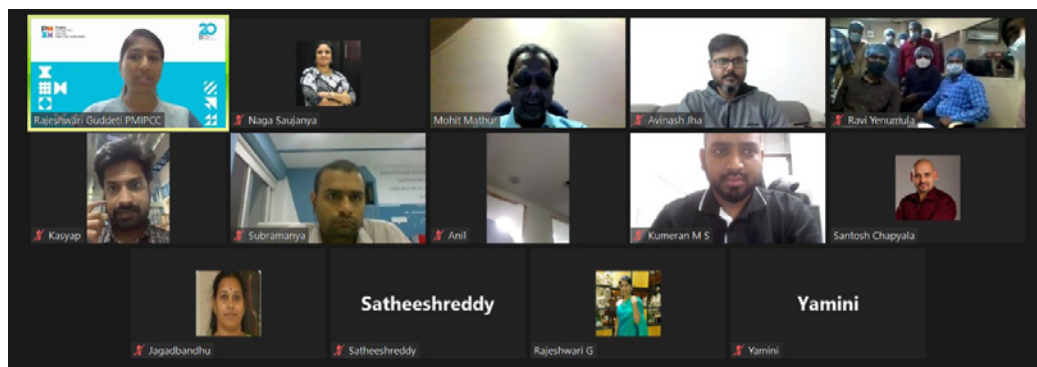 20
Rajeshwari Guddeti PMIPCC
Naga Saujanya
Mohit Mathur
Avinash Jha
Ravi Yenumula
Kasyap
Subramanya
Anil
Kumeran M S
Santosh Chapyala
Satheeshreddy
Yamini
Jagadbandhu
Satheeshreddy
Rajeshwari G
Yamini